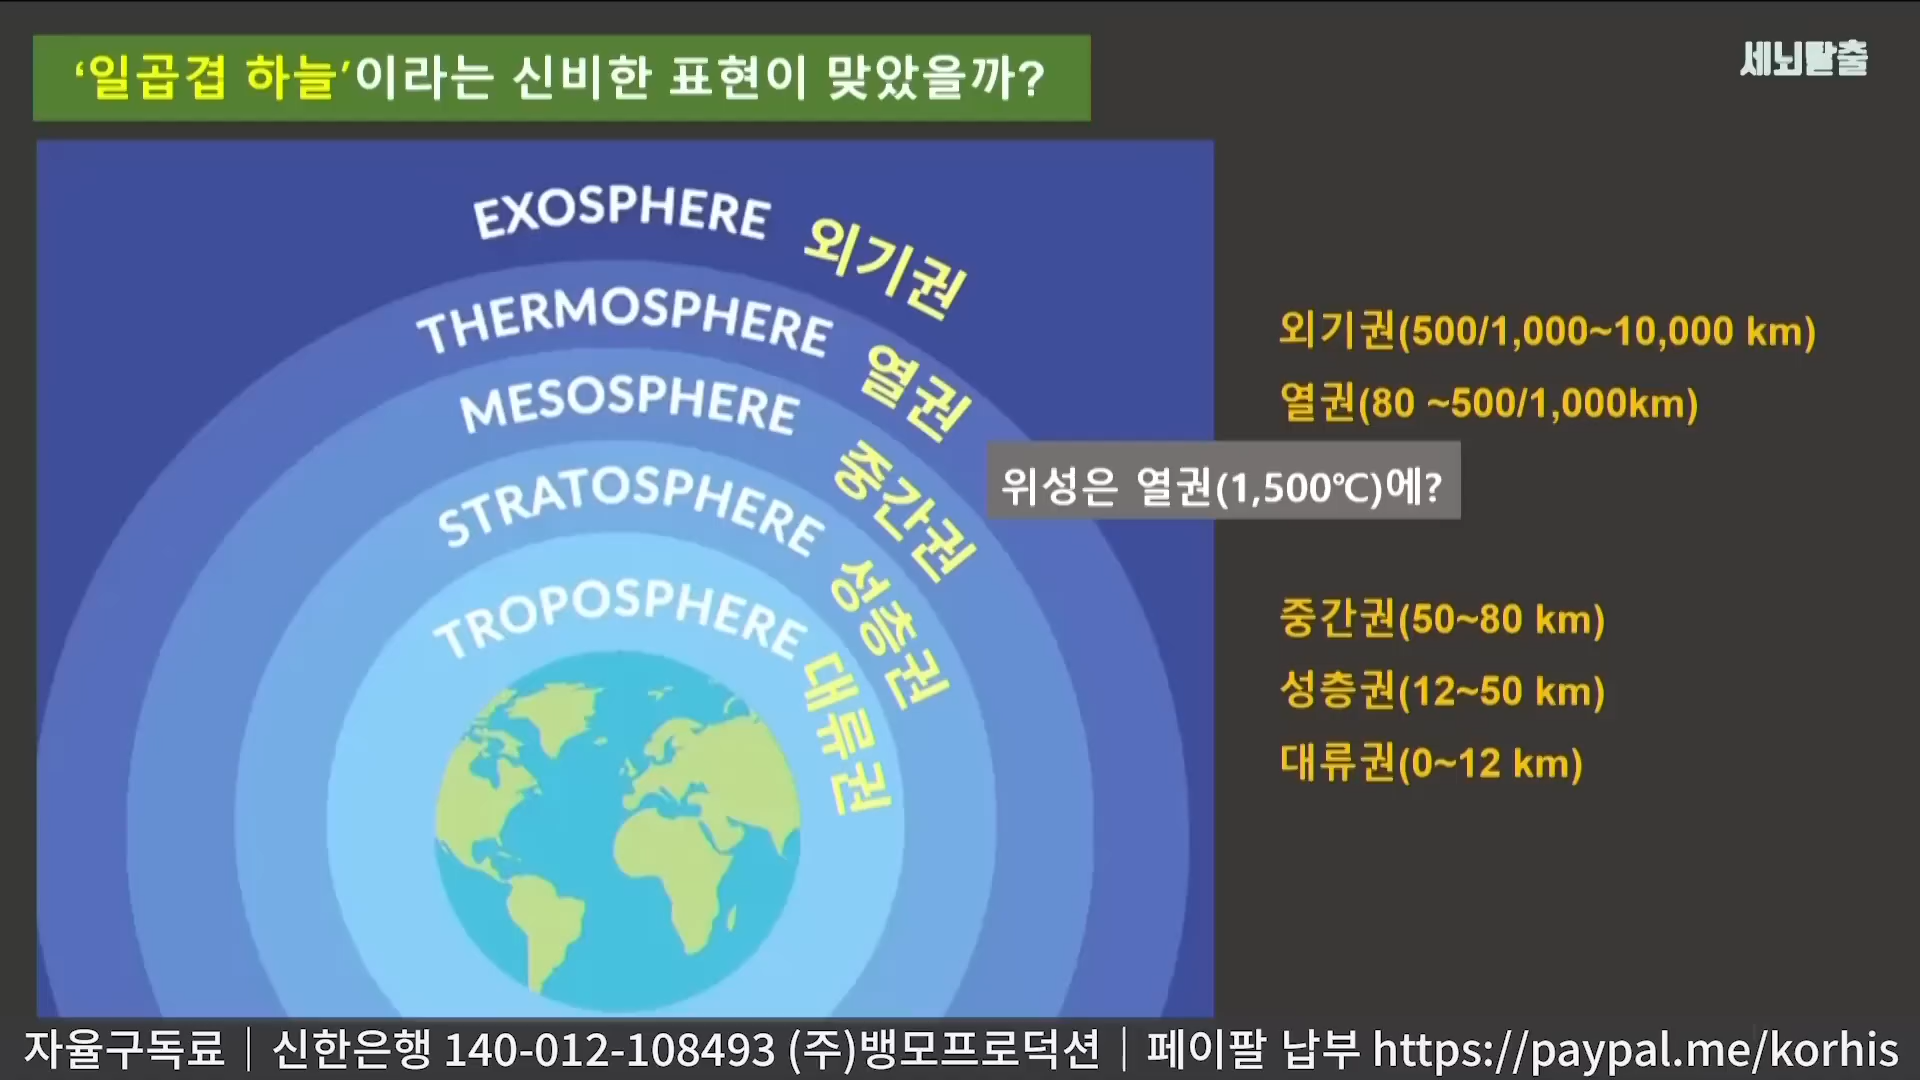 ‘일곱겹 하늘’이라는 신비한 표현이 맞았을까?
세뇌탈출
EXOSPHERE 외기권
THERMOSPHERE 열권
MESOSPHERE 중간권
STRATOSPHERE 성층권
TROPOSPHERE 대류권
외기권(500/1,000~10,000 km)
열권(80 ~500/1,000km)
위성은 열권(1,500℃)에?
중간권(50~80 km)
성층권(12~50 km)
대류권(0~12 km)
자율구독료｜신한은행 140-012-108493 (주)뱅모프로덕션｜페이팔 납부 https://paypal.me/korhis